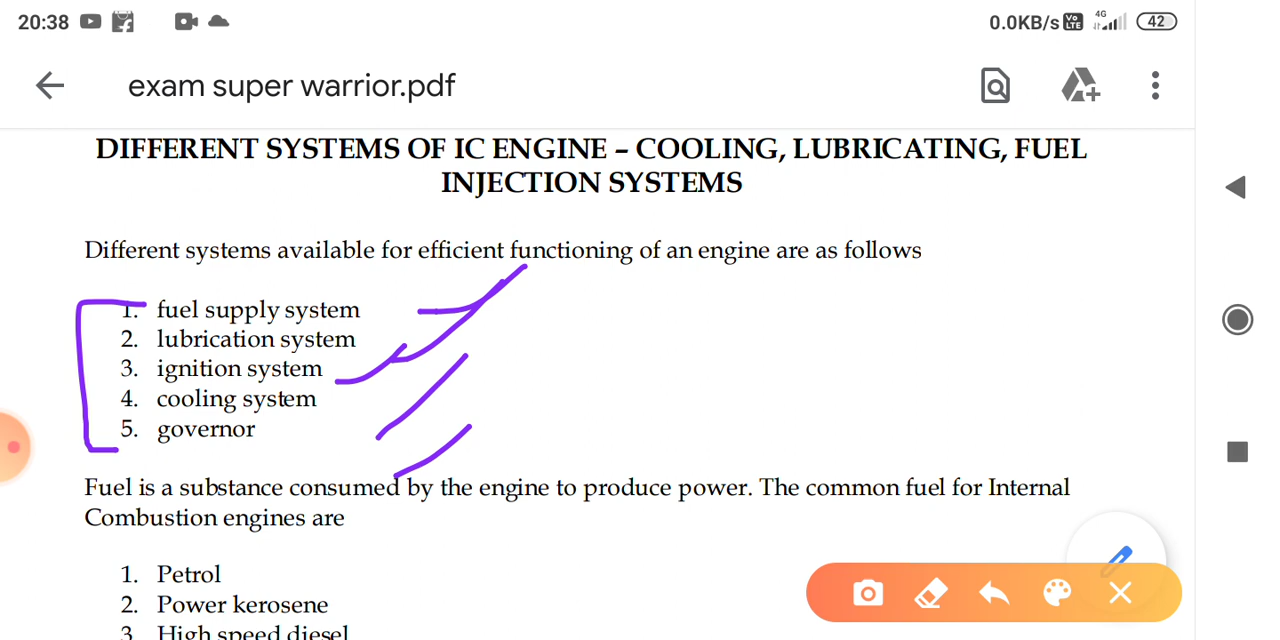 20:38
0.0KB/s Vo LTE 4G 42
exam super warrior.pdf
DIFFERENT SYSTEMS OF IC ENGINE – COOLING, LUBRICATING, FUEL
INJECTION SYSTEMS
Different systems available for efficient functioning of an engine are as follows
1. fuel supply system
2. lubrication system
3. ignition system
4. cooling system
5. governor
Fuel is a substance consumed by the engine to produce power. The common fuel for Internal
Combustion engines are
1. Petrol
2. Power kerosene
3. High speed diesel